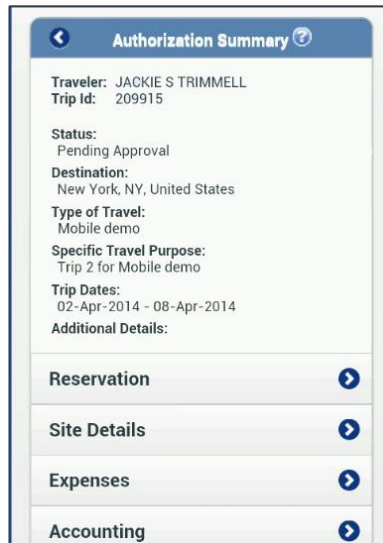 Authorization Summary ?
Traveler: JACKIE S TRIMMELL
Trip Id: 209915
Status:
Pending Approval
Destination:
New York, NY, United States
Type of Travel:
Mobile demo
Specific Travel Purpose:
Trip 2 for Mobile demo
Trip Dates:
02-Apr-2014 - 08-Apr-2014
Additional Details:
Reservation
Site Details
Expenses
Accounting